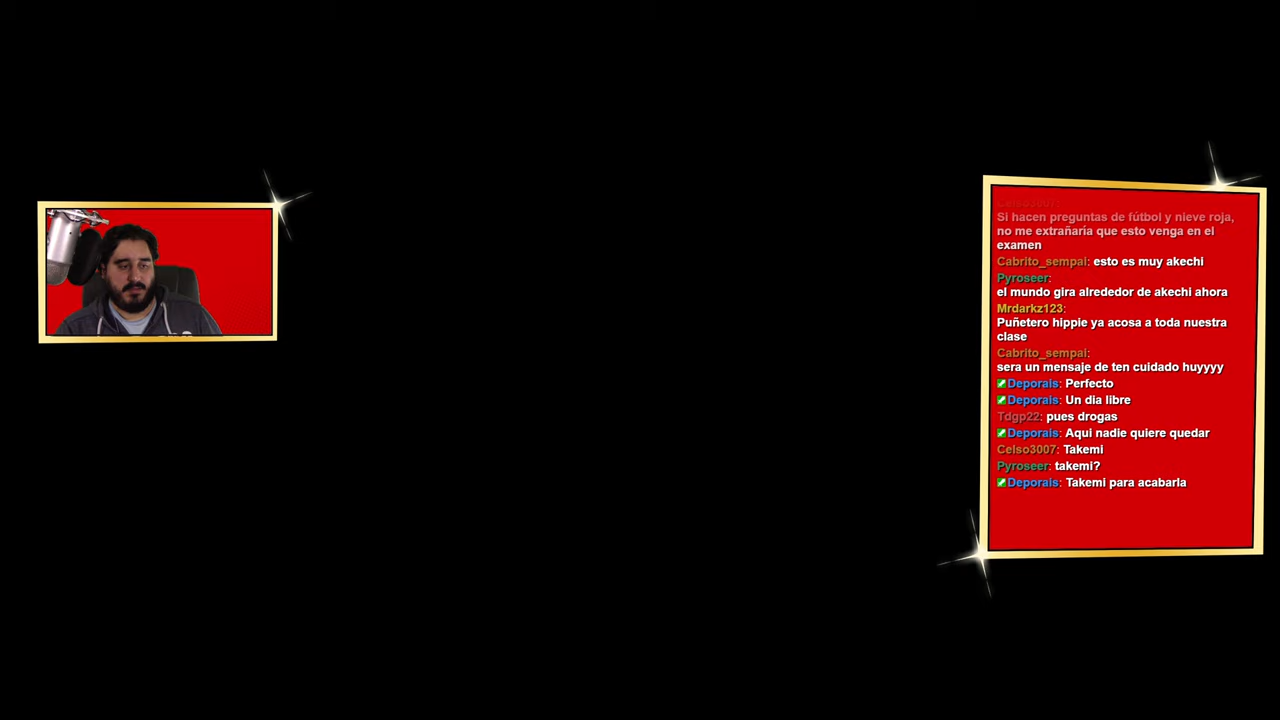 Celso3007:
Si hacen preguntas de fútbol y nieve roja,
no me extrañaría que esto venga en el
examen
Cabrito_sempai: esto es muy akechi
Pyroseer:
el mundo gira alrededor de akechi ahora
Mrdarkz123:
Puñetero hippie ya acosa a toda nuestra
clase
Cabrito_sempai:
sera un mensaje de ten cuidado huyyyy
Deporais: Perfecto
Deporais: Un dia libre
Tdgp22: pues drogas
Deporais: Aqui nadie quiere quedar
Celso3007: Takemi
Pyroseer: takemi?
Deporais: Takemi para acabarla